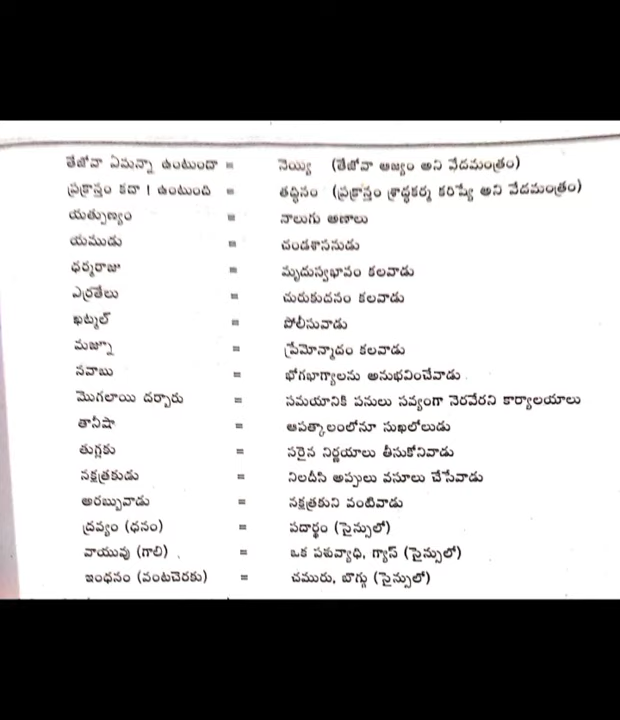 తేజోవా ఏమన్నా ఉంటుందా = నెయ్యి (తేజోవా ఆజ్యం అని వేదమంత్రం)
ప్రక్రాస్తం కదా ! ఉంటుంది = తద్దినం (ప్రక్రాస్తం శ్రాద్ధకర్మ కరిష్యే అని వేదమంత్రం)
యత్పుణ్యం = నాలుగు అణాలు
యముడు = చండశాసనుడు
ధర్మరాజు = మృదుస్వభావం కలవాడు
ఎర్రతేలు = చురుకుదనం కలవాడు
ఖట్మల్ = పోలీసువాడు
మజ్నూ = ప్రేమోన్మాదం కలవాడు
నవాబు = భోగభాగ్యాలను అనుభవించేవాడు
మొగలాయి దర్బారు = సమయానికి పనులు సవ్యంగా నెరవేరని కార్యాలయాలు
తానీషా = ఆపత్కాలంలోనూ సుఖలోలుడు
తుగ్లకు = సరైన నిర్ణయాలు తీసుకోనివాడు
నక్షత్రకుడు = నిలదీసి అప్పులు వసూలు చేసేవాడు
అరబ్బువాడు = నక్షత్రకుని వంటివాడు
ద్రవ్యం (ధనం) = పదార్థం (సైన్సులో)
వాయువు (గాలి) = ఒక పశువ్యాధి, గ్యాస్ (సైన్సులో)
ఇంధనం (వంటచెరకు) = చమురు, బొగ్గు (సైన్సులో)